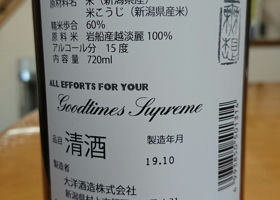 原材料名 米（新潟県産）
米こうじ（新潟県産米）
精米歩合 60%
原料米 岩船産越淡麗100%
アルコール分 15度
内容量 720ml
ALL EFFORTS FOR YOUR
Goodtimes Supreme
品目 清酒
製造年月
19.10
製造者
大洋酒造株式会社